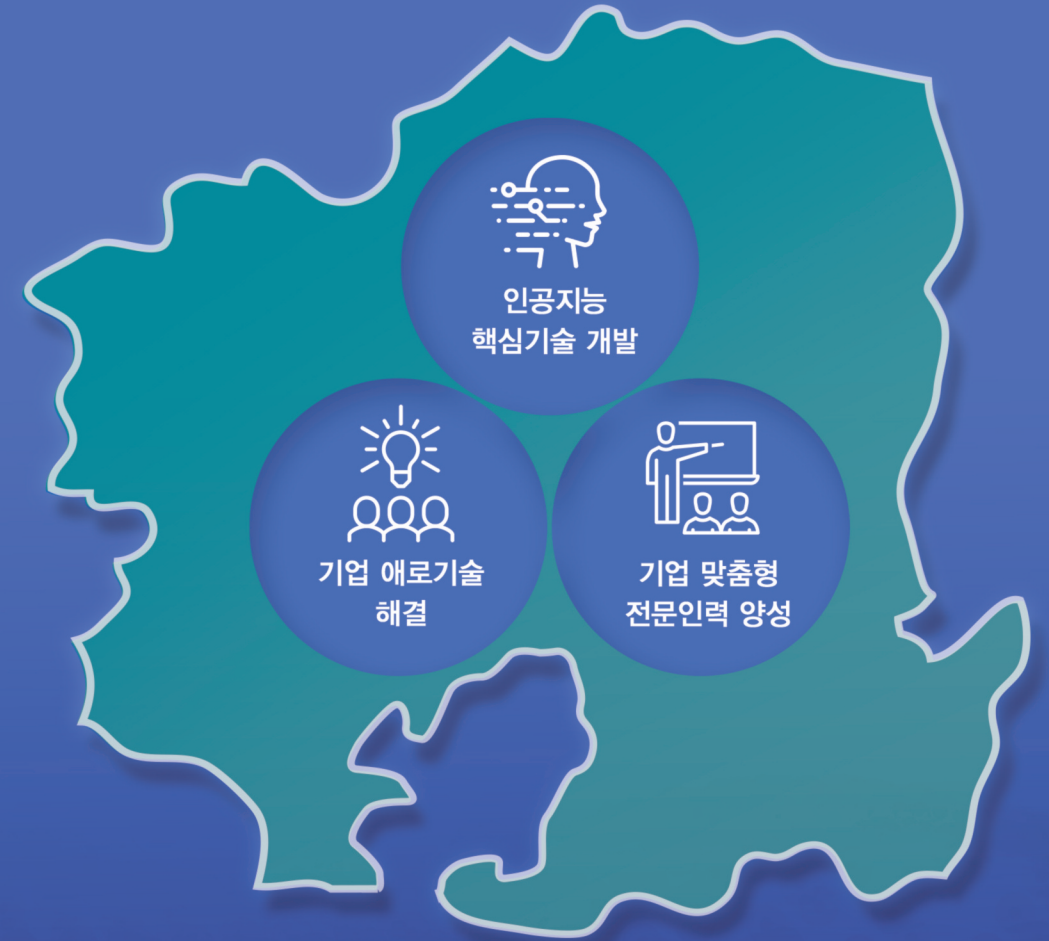 인공지능
핵심기술 개발
기업 애로기술
해결
기업 맞춤형
전문인력 양성